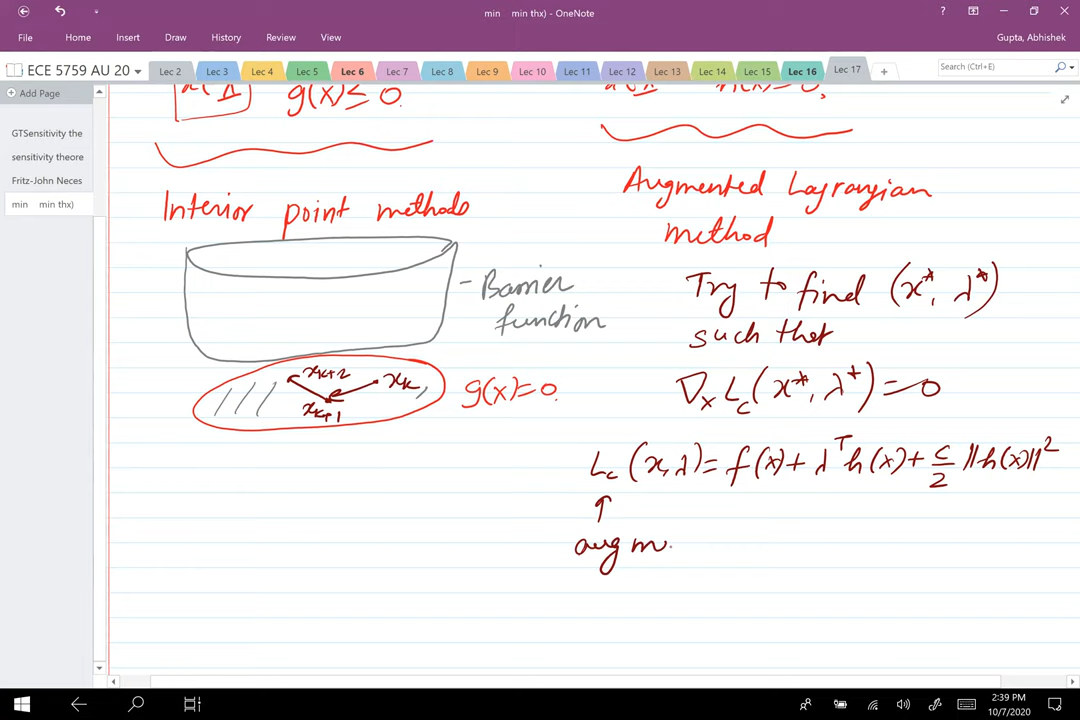 min min thx) - OneNote
Gupta, Abhishek
File Home Insert Draw History Review View
ECE 5759 AU 20
Lec 2 Lec 3 Lec 4 Lec 5 Lec 6 Lec 7 Lec 8 Lec 9 Lec 10 Lec 11 Lec 12 Lec 13 Lec 14 Lec 15 Lec 16 Lec 17
Search (Ctrl+E)
Add Page
GTSensitivity the
sensitivity theore
Fritz-John Neces
min min thx)
g(x) ≤ 0
Interior point methods
- Barrier
function
x_{k+2}
x_k
x_{k+1}
g(x)=0.
Augmented Lagrangian
method
Try to find (x*, λ*)
such that
∇_x L_c(x*, λ*) = 0
L_c(x,λ) = f(x) + λ^T h(x) + c/2 ||h(x)||^2
↑
augm
2:39 PM
10/7/2020